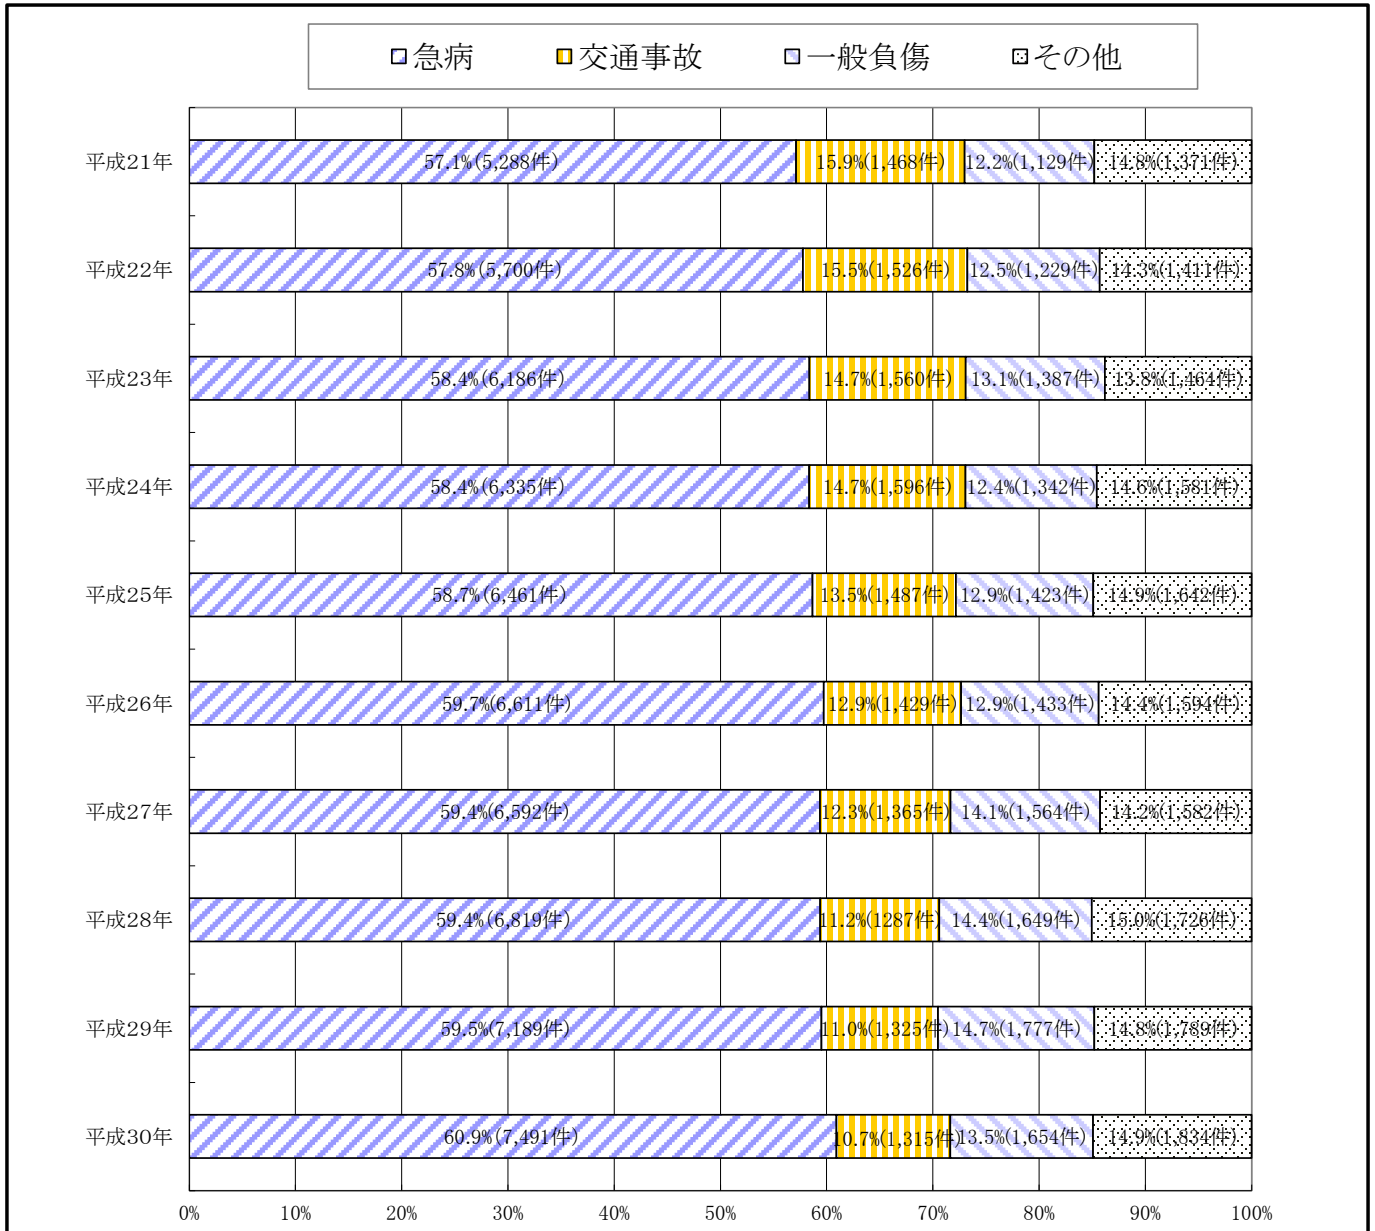 急病 交通事故 一般負傷 その他
平成21年 57.1%(5,288件) 15.9%(1,468件) 12.2%(1,129件) 14.8%(1,371件)
平成22年 57.8%(5,700件) 15.5%(1,526件) 12.5%(1,229件) 14.3%(1,411件)
平成23年 58.4%(6,186件) 14.7%(1,560件) 13.1%(1,387件) 13.8%(1,464件)
平成24年 58.4%(6,335件) 14.7%(1,596件) 12.4%(1,342件) 14.6%(1,581件)
平成25年 58.7%(6,461件) 13.5%(1,487件) 12.9%(1,423件) 14.9%(1,642件)
平成26年 59.7%(6,611件) 12.9%(1,429件) 12.9%(1,433件) 14.4%(1,594件)
平成27年 59.4%(6,592件) 12.3%(1,365件) 14.1%(1,564件) 14.2%(1,582件)
平成28年 59.4%(6,819件) 11.2%(1287件) 14.4%(1,649件) 15.0%(1,726件)
平成29年 59.5%(7,189件) 11.0%(1,325件) 14.7%(1,777件) 14.8%(1,789件)
平成30年 60.9%(7,491件) 10.7%(1,315件) 13.5%(1,654件) 14.9%(1,834件)
0% 10% 20% 30% 40% 50% 60% 70% 80% 90% 100%